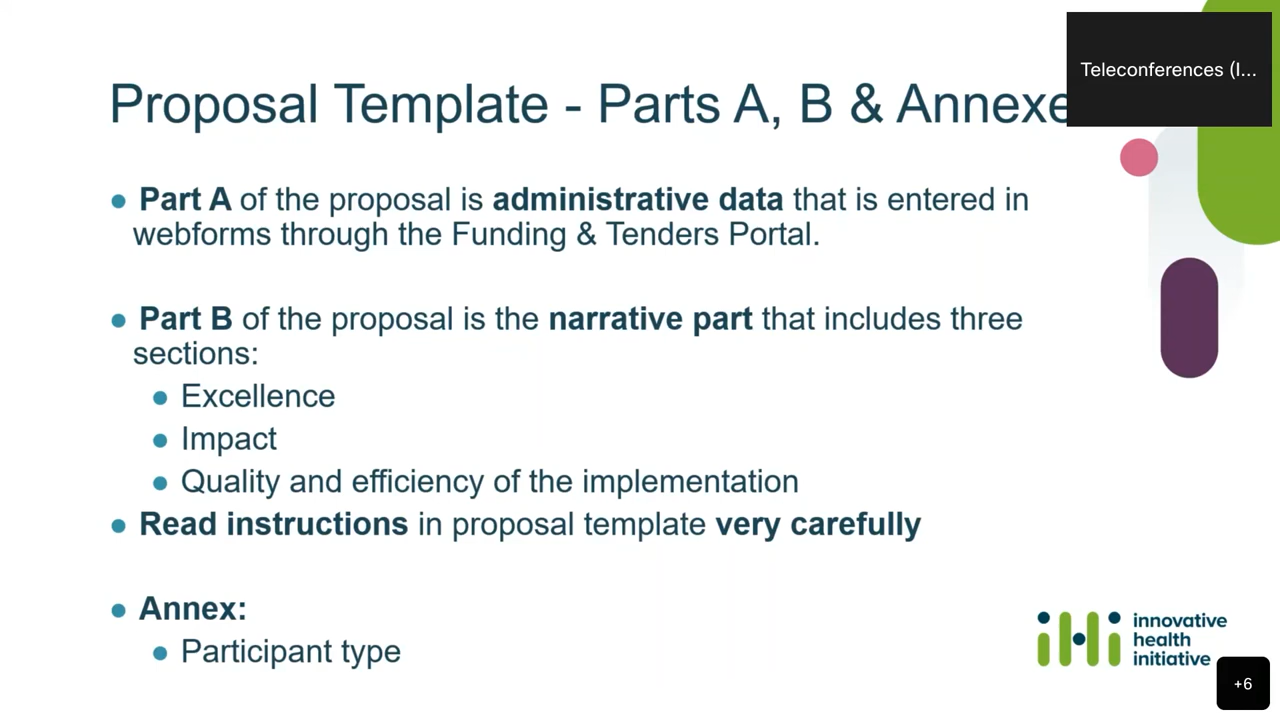 Teleconferences (I...
Proposal Template - Parts A, B & Annexe
● Part A of the proposal is administrative data that is entered in
webforms through the Funding & Tenders Portal.
● Part B of the proposal is the narrative part that includes three
sections:
● Excellence
● Impact
● Quality and efficiency of the implementation
● Read instructions in proposal template very carefully
● Annex:
● Participant type
iHi
innovative
health
initiative
+6